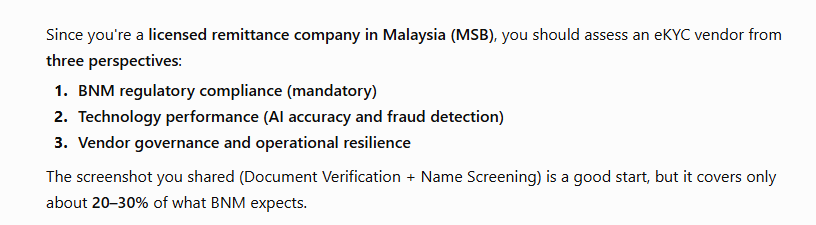 Since you're a licensed remittance company in Malaysia (MSB), you should assess an eKYC vendor from
three perspectives:
1. BNM regulatory compliance (mandatory)
2. Technology performance (AI accuracy and fraud detection)
3. Vendor governance and operational resilience
The screenshot you shared (Document Verification + Name Screening) is a good start, but it covers only
about 20–30% of what BNM expects.